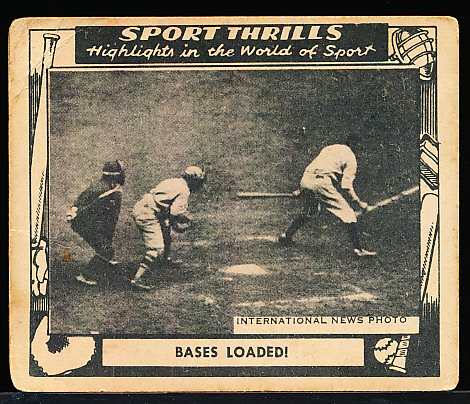 SPORT THRILLS
Highlights in the World of Sport
INTERNATIONAL NEWS PHOTO
BASES LOADED!